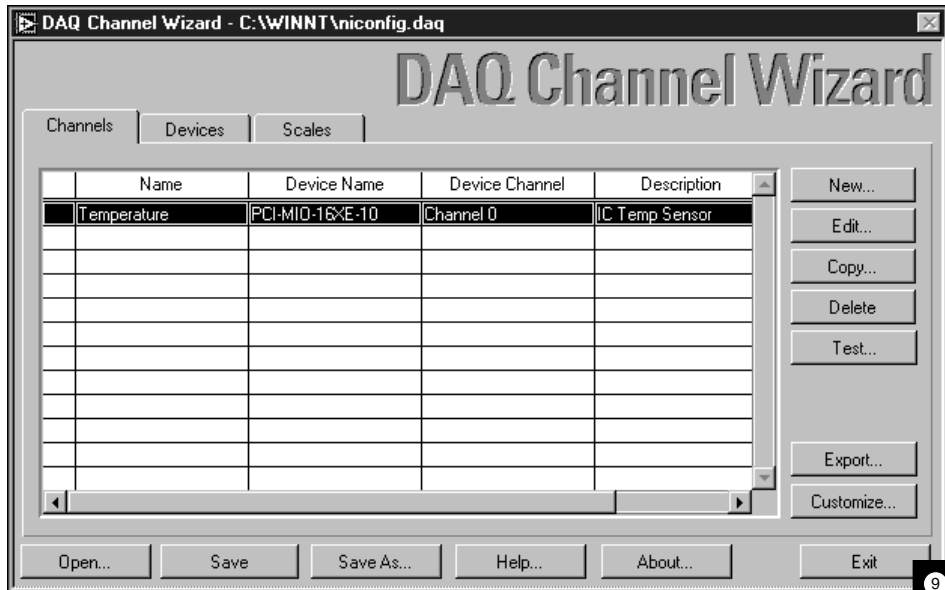 DAQ Channel Wizard - C:\WINNT\niconfig.daq
DAQ Channel Wizard
Channels Devices Scales
Name Device Name Device Channel Description
Temperature PCI-MIO-16XE-10 Channel 0 IC Temp Sensor
New...
Edit...
Copy...
Delete
Test...
Export...
Customize...
Open... Save Save As... Help... About... Exit
9